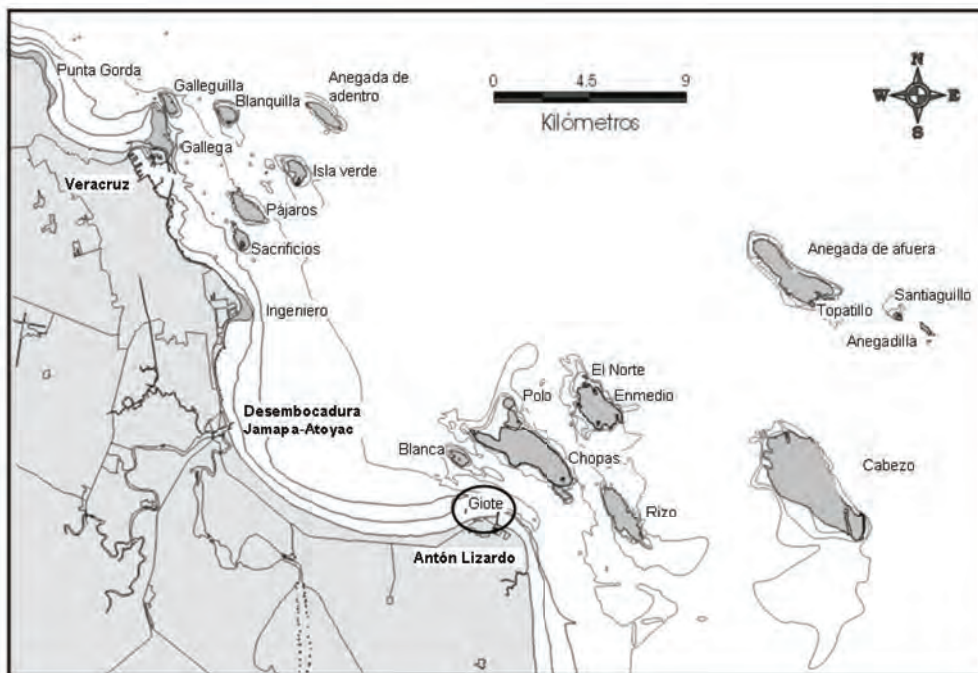 Punta Gorda
Galleguilla
Blanquilla
Anegada de
adentro
0 4.5 9
Kilómetros
N
W E
S
Gallega
Veracruz
Isla verde
Pájaros
Sacrificios
Anegada de afuera
Ingeniero
Topatillo
Santiaguillo
Anegadilla
El Norte
Polo
Enmedio
Desembocadura
Jamapa-Atoyac
Blanca
Chopas
Cabezo
Giote
Rizo
Antón Lizardo